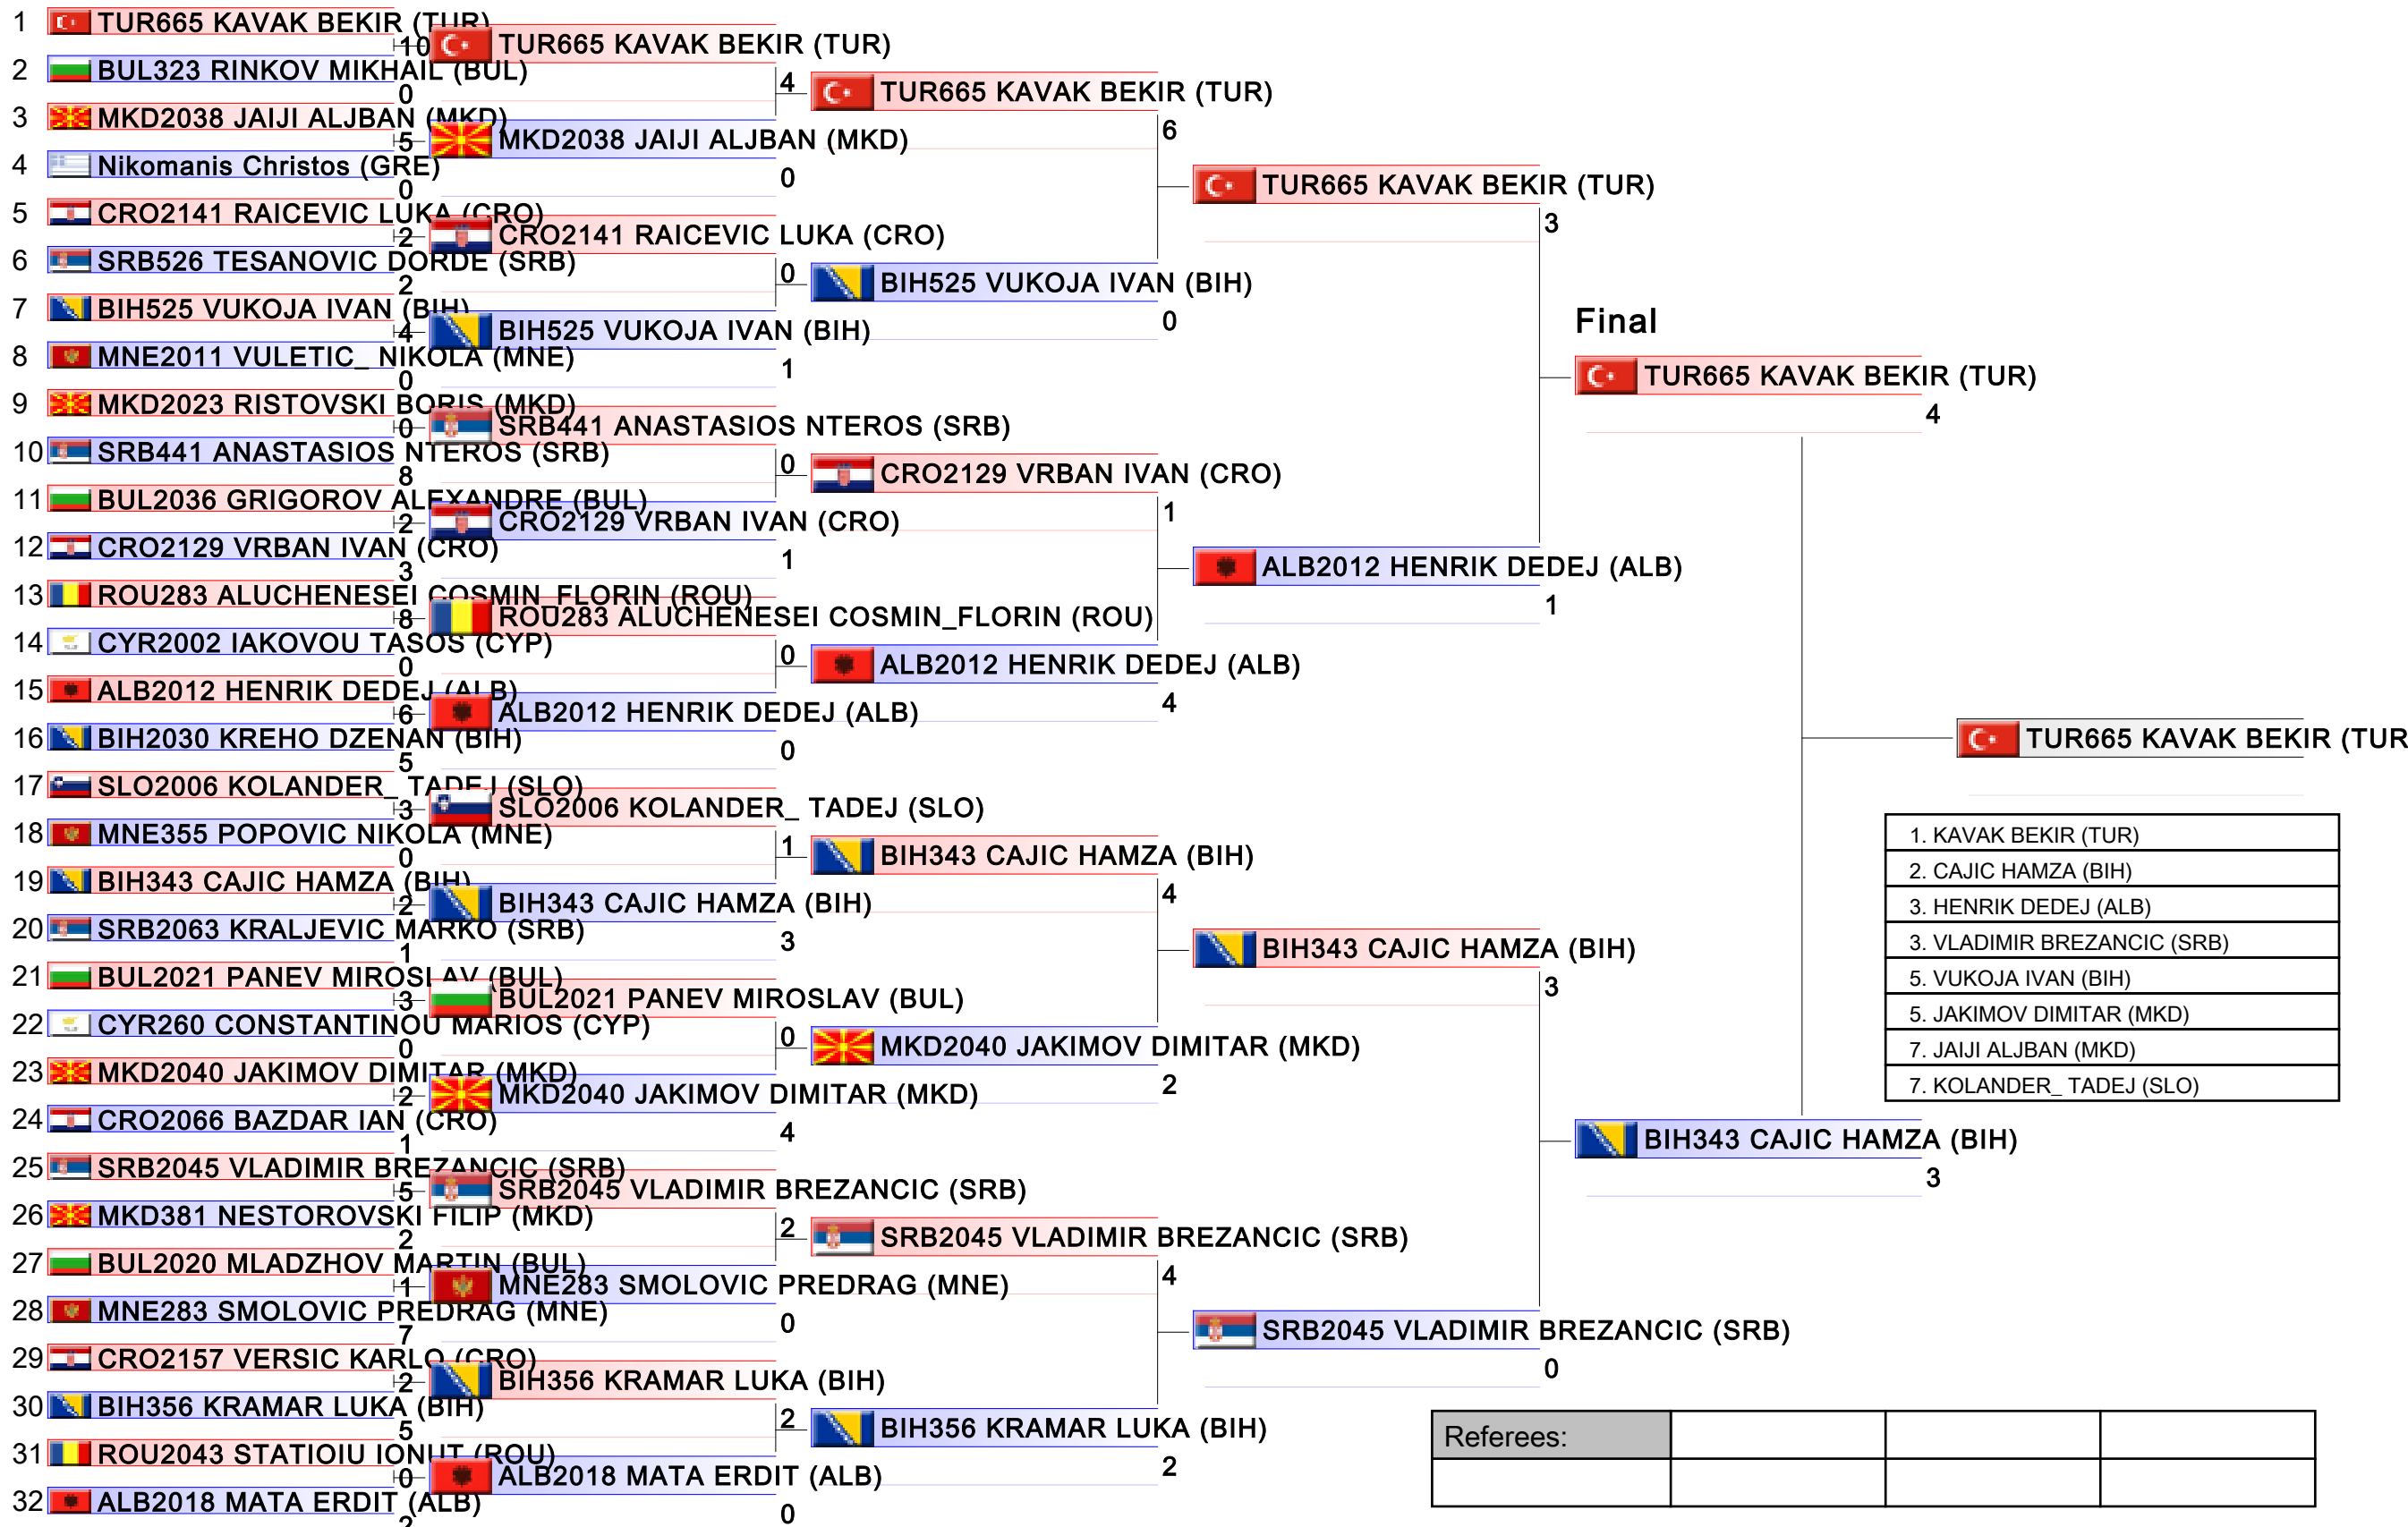 1 TUR665 KAVAK BEKIR (TUR)
10
2 BUL323 RINKOV MIKHAIL (BUL)
0
3 MKD2038 JAIJI ALJBAN (MKD)
5
4 Nikomanis Christos (GRE)
0
5 CRO2141 RAICEVIC LUKA (CRO)
2
6 SRB526 TESANOVIC DORDE (SRB)
2
7 BIH525 VUKOJA IVAN (BIH)
4
8 MNE2011 VULETIC_ NIKOLA (MNE)
0
9 MKD2023 RISTOVSKI BORIS (MKD)
0
10 SRB441 ANASTASIOS NTEROS (SRB)
8
11 BUL2036 GRIGOROV ALEXANDRE (BUL)
2
12 CRO2129 VRBAN IVAN (CRO)
3
13 ROU283 ALUCHENESEI COSMIN_FLORIN (ROU)
8
14 CYR2002 IAKOVOU TASOS (CYP)
0
15 ALB2012 HENRIK DEDEJ (ALB)
6
16 BIH2030 KREHO DZENAN (BIH)
5
17 SLO2006 KOLANDER_ TADEJ (SLO)
3
18 MNE355 POPOVIC NIKOLA (MNE)
0
19 BIH343 CAJIC HAMZA (BIH)
2
20 SRB2063 KRALJEVIC MARKO (SRB)
1
21 BUL2021 PANEV MIROSLAV (BUL)
3
22 CYR260 CONSTANTINOU MARIOS (CYP)
0
23 MKD2040 JAKIMOV DIMITAR (MKD)
2
24 CRO2066 BAZDAR IAN (CRO)
1
25 SRB2045 VLADIMIR BREZANCIC (SRB)
5
26 MKD381 NESTOROVSKI FILIP (MKD)
2
27 BUL2020 MLADZHOV MARTIN (BUL)
1
28 MNE283 SMOLOVIC PREDRAG (MNE)
7
29 CRO2157 VERSIC KARLO (CRO)
2
30 BIH356 KRAMAR LUKA (BIH)
5
31 ROU2043 STATIOIU IONUT (ROU)
0
32 ALB2018 MATA ERDIT (ALB)
2
TUR665 KAVAK BEKIR (TUR)
4
MKD2038 JAIJI ALJBAN (MKD)
0
CRO2141 RAICEVIC LUKA (CRO)
0
BIH525 VUKOJA IVAN (BIH)
1
SRB441 ANASTASIOS NTEROS (SRB)
0
CRO2129 VRBAN IVAN (CRO)
1
ROU283 ALUCHENESEI COSMIN_FLORIN (ROU)
0
ALB2012 HENRIK DEDEJ (ALB)
0
SLO2006 KOLANDER_ TADEJ (SLO)
1
BIH343 CAJIC HAMZA (BIH)
3
BUL2021 PANEV MIROSLAV (BUL)
0
MKD2040 JAKIMOV DIMITAR (MKD)
4
SRB2045 VLADIMIR BREZANCIC (SRB)
2
MNE283 SMOLOVIC PREDRAG (MNE)
0
BIH356 KRAMAR LUKA (BIH)
2
ALB2018 MATA ERDIT (ALB)
0
TUR665 KAVAK BEKIR (TUR)
6
BIH525 VUKOJA IVAN (BIH)
0
CRO2129 VRBAN IVAN (CRO)
1
ALB2012 HENRIK DEDEJ (ALB)
4
BIH343 CAJIC HAMZA (BIH)
4
MKD2040 JAKIMOV DIMITAR (MKD)
2
SRB2045 VLADIMIR BREZANCIC (SRB)
4
BIH356 KRAMAR LUKA (BIH)
2
TUR665 KAVAK BEKIR (TUR)
3
ALB2012 HENRIK DEDEJ (ALB)
1
BIH343 CAJIC HAMZA (BIH)
3
SRB2045 VLADIMIR BREZANCIC (SRB)
0
Final
TUR665 KAVAK BEKIR (TUR)
4
BIH343 CAJIC HAMZA (BIH)
3
TUR665 KAVAK BEKIR (TUR
1. KAVAK BEKIR (TUR)
2. CAJIC HAMZA (BIH)
3. HENRIK DEDEJ (ALB)
3. VLADIMIR BREZANCIC (SRB)
5. VUKOJA IVAN (BIH)
5. JAKIMOV DIMITAR (MKD)
7. JAIJI ALJBAN (MKD)
7. KOLANDER_ TADEJ (SLO)
Referees: